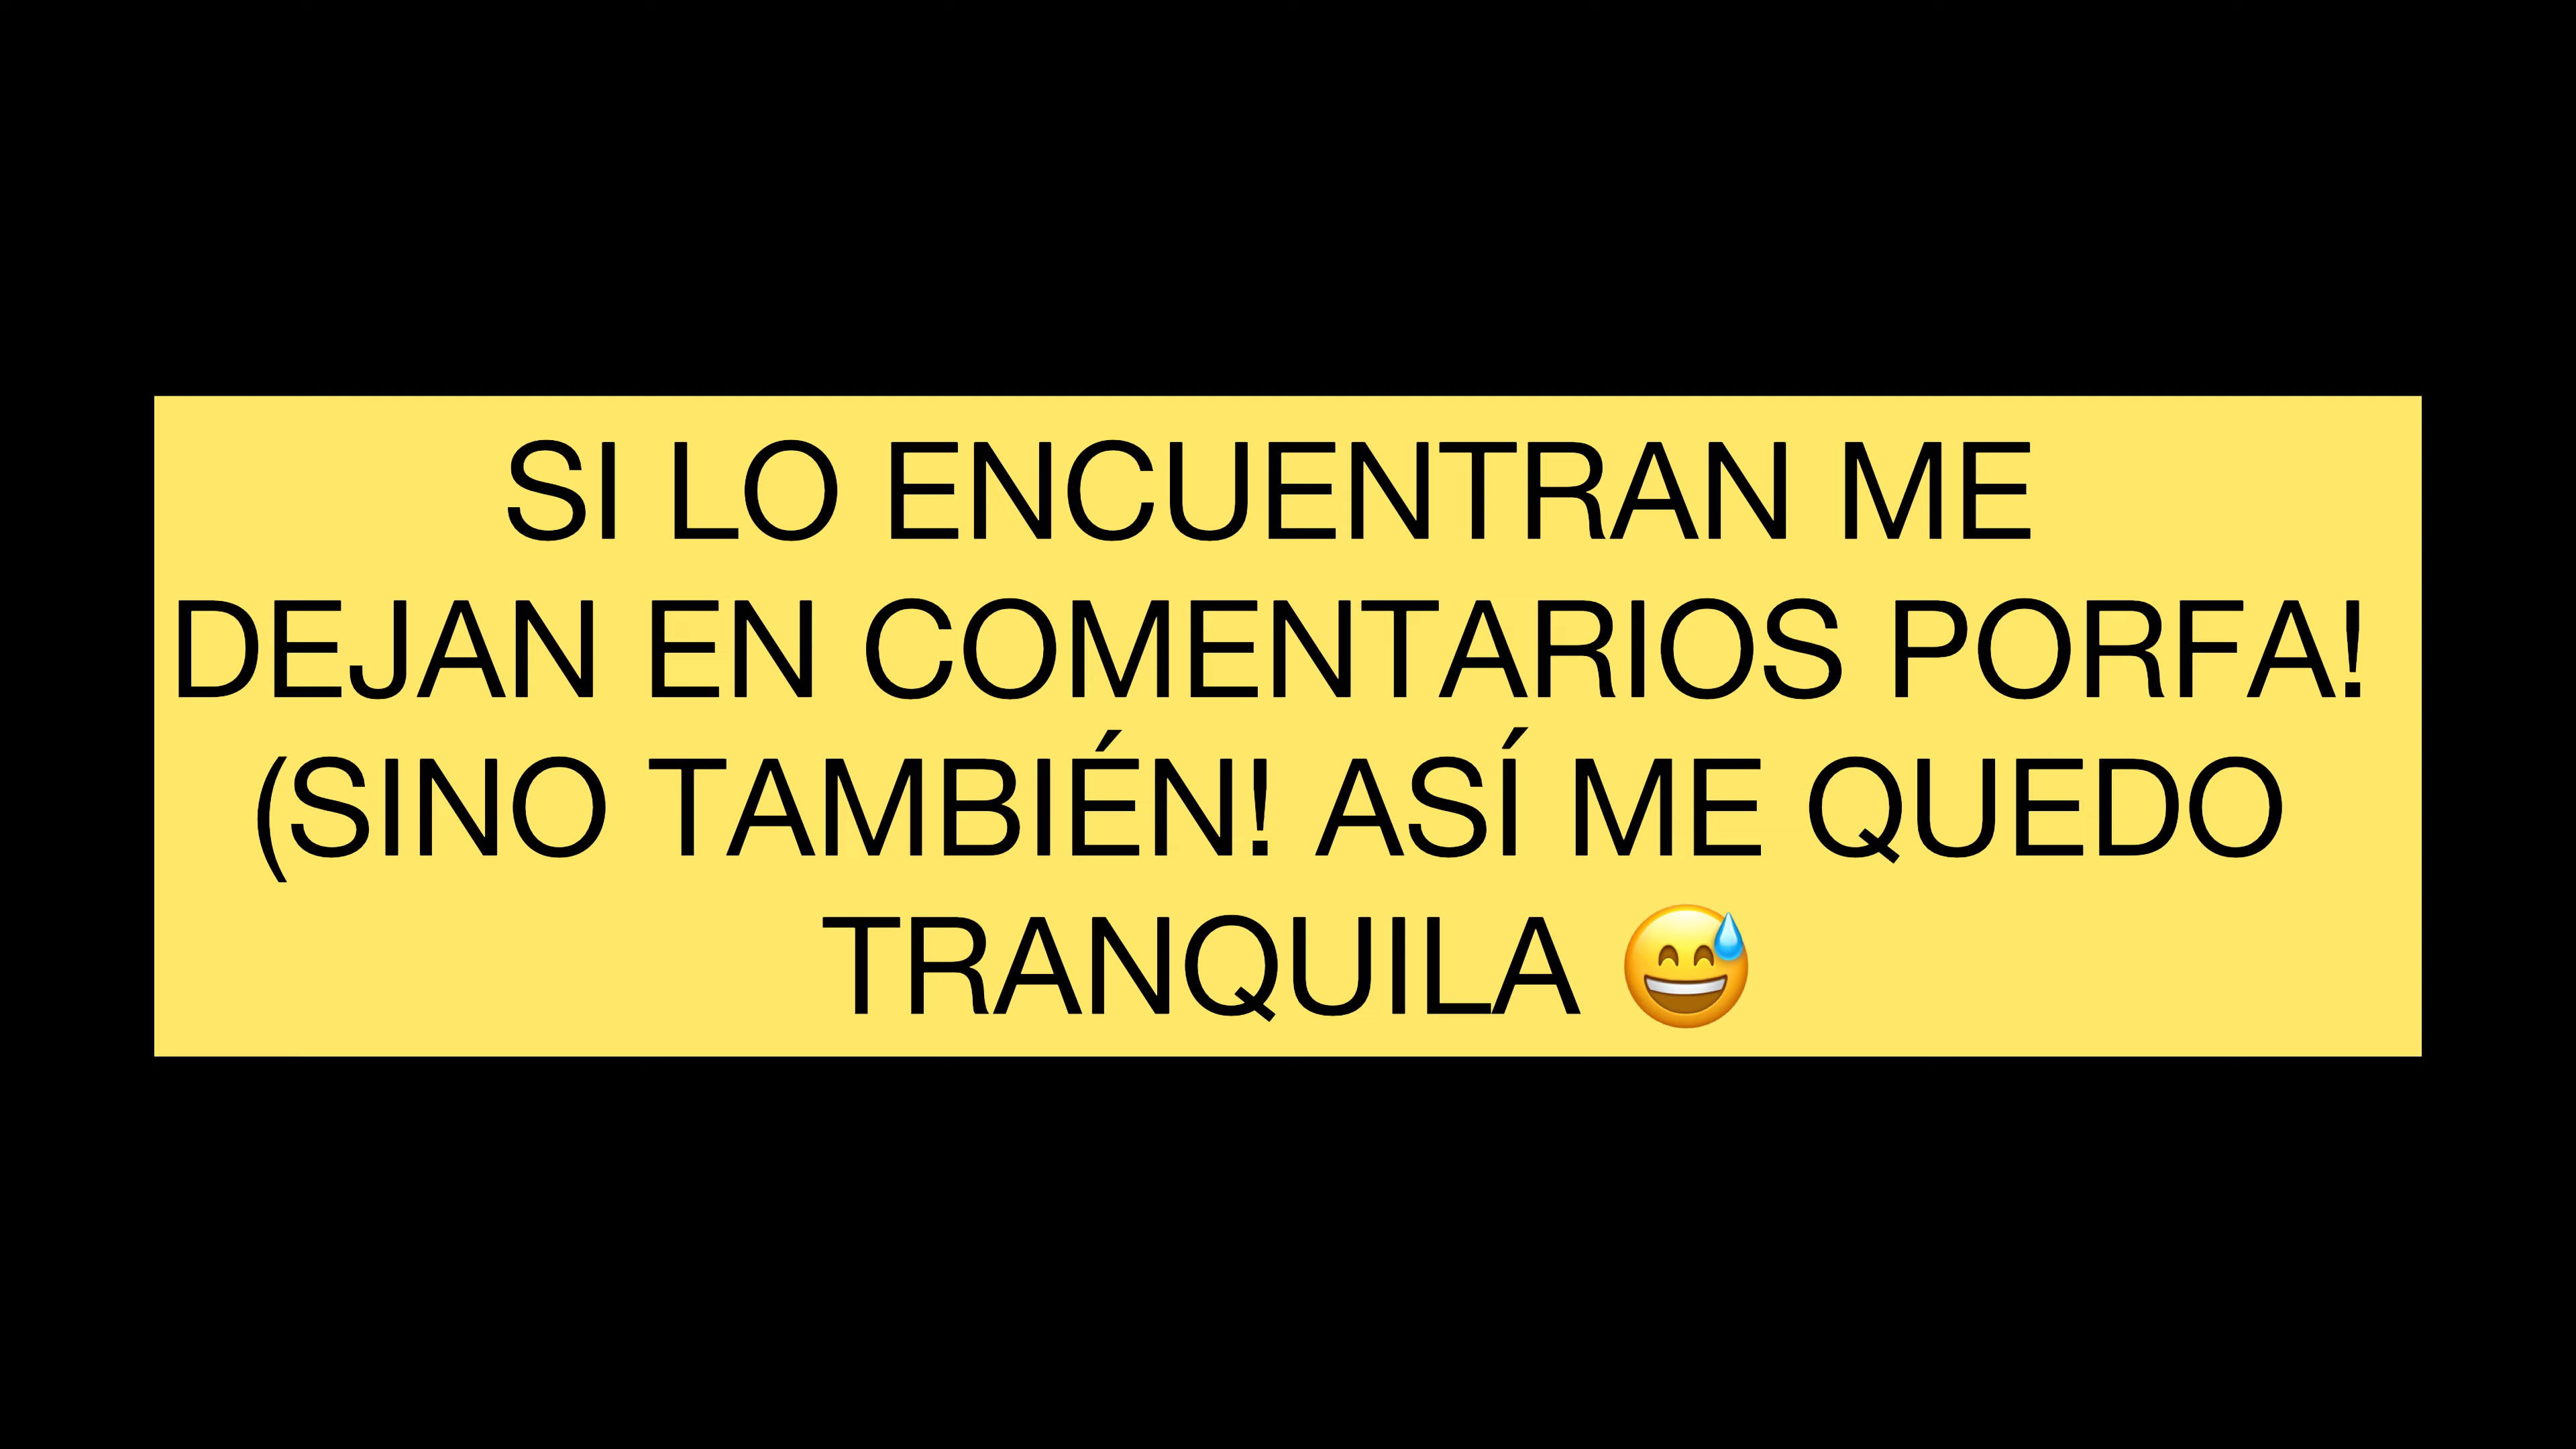 SI LO ENCUENTRAN ME
DEJAN EN COMENTARIOS PORFA!
(SINO TAMBIÉN! ASÍ ME QUEDO
TRANQUILA 😅